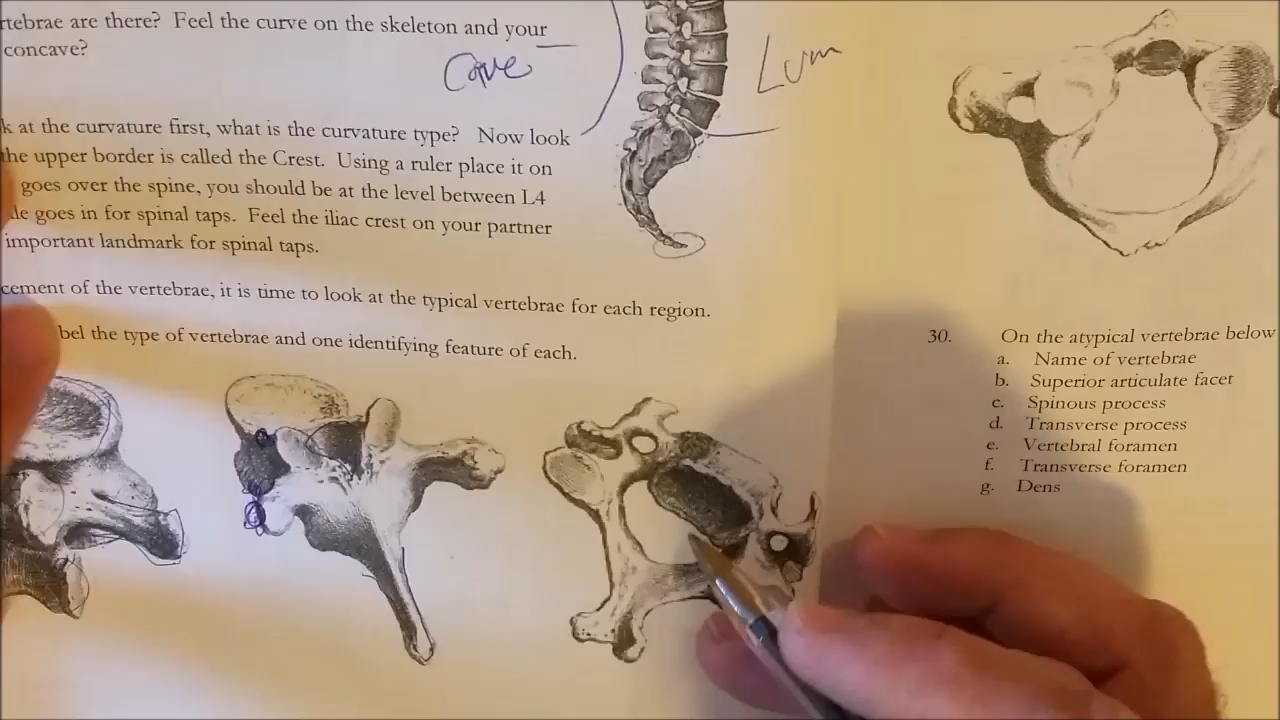 rtebrae are there? Feel the curve on the skeleton and your
concave?
Cave
Lum
k at the curvature first, what is the curvature type? Now look
the upper border is called the Crest. Using a ruler place it on
goes over the spine, you should be at the level between L4
le goes in for spinal taps. Feel the iliac crest on your partner
important landmark for spinal taps.
cement of the vertebrae, it is time to look at the typical vertebrae for each region.
bel the type of vertebrae and one identifying feature of each.
30. On the atypical vertebrae below
a. Name of vertebrae
b. Superior articulate facet
c. Spinous process
d. Transverse process
e. Vertebral foramen
f. Transverse foramen
g. Dens